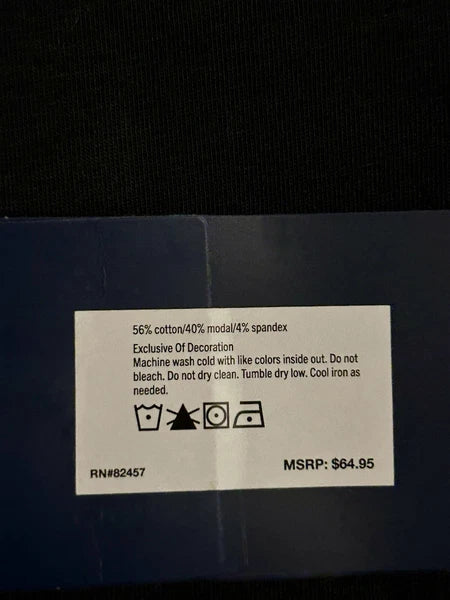 56% cotton/40% modal/4% spandex
Exclusive Of Decoration
Machine wash cold with like colors inside out. Do not
bleach. Do not dry clean. Tumble dry low. Cool iron as
needed.
RN#82457
MSRP: $64.95